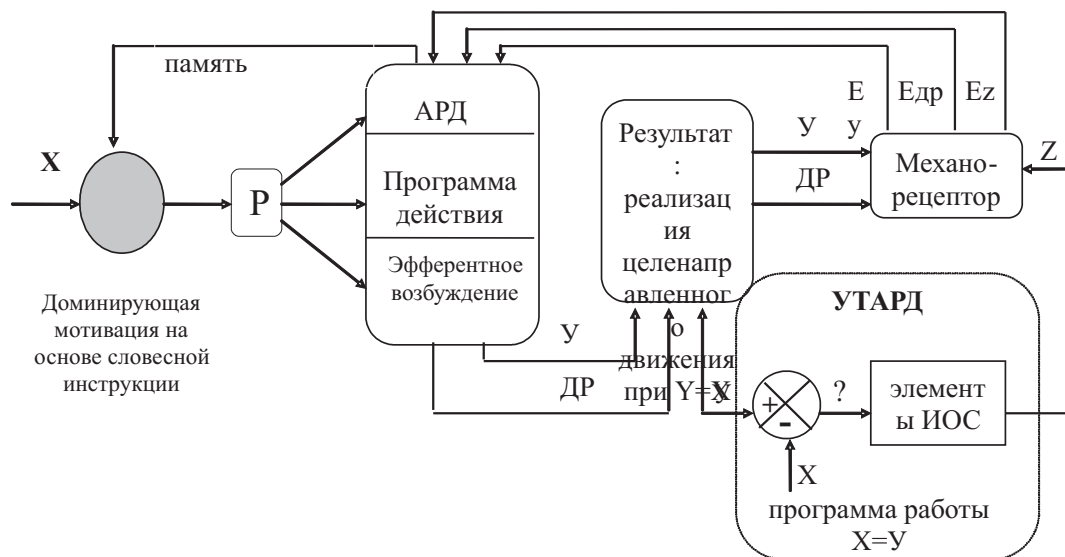 память
X
P
АРД
Программа
действия
Эфферентное
возбуждение
Доминирующая
мотивация на
основе словесной
инструкции
У
ДР
Результат
:
реализац
ия
целенапр
авленног
о
движения
при Y=X
У
ДР
Е
у
Едр
Ez
Механо-
рецептор
Z
УТАРД
У
+
-
?
элемент
ы ИОС
X
программа работы
X=У